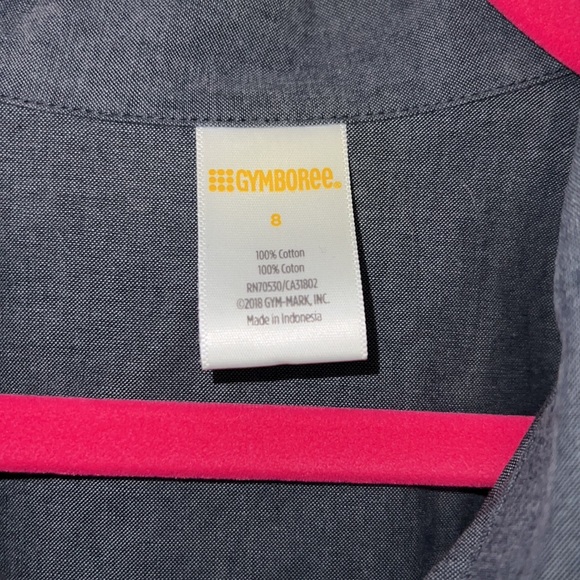 GYMBOREE.
8
100% Cotton
100% Coton
RN70530/CA31802
©2018 GYM-MARK, INC.
Made in Indonesia